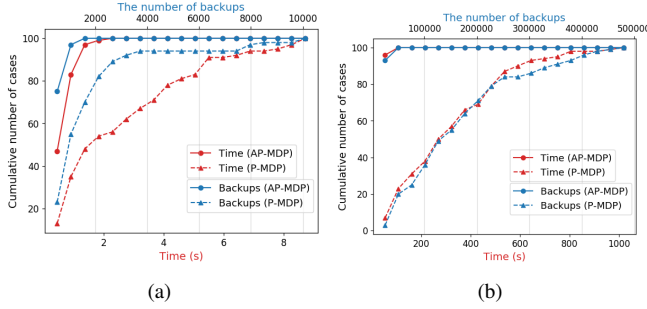 The number of backups
2000 4000 6000 8000 10000
100
80
60
40
20
Cumulative number of cases
Time (AP-MDP)
Time (P-MDP)
Backups (AP-MDP)
Backups (P-MDP)
2 4 6 8
Time (s)
(a)
The number of backups
100000 200000 300000 400000 500000
100
80
60
40
20
0
Cumulative number of cases
Time (AP-MDP)
Time (P-MDP)
Backups (AP-MDP)
Backups (P-MDP)
200 400 600 800 1000
Time (s)
(b)